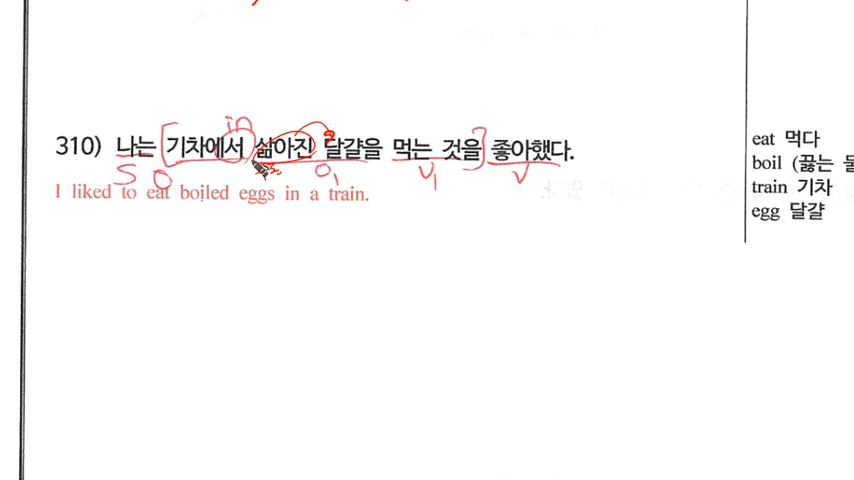 in
310) 나는 [기차에서 삶아진 달걀을 먹는 것을] 좋아했다.
S O O₁ V₁ V
I liked to eat boiled eggs in a train.
eat 먹다
boil (끓는
train 기차
egg 달걀